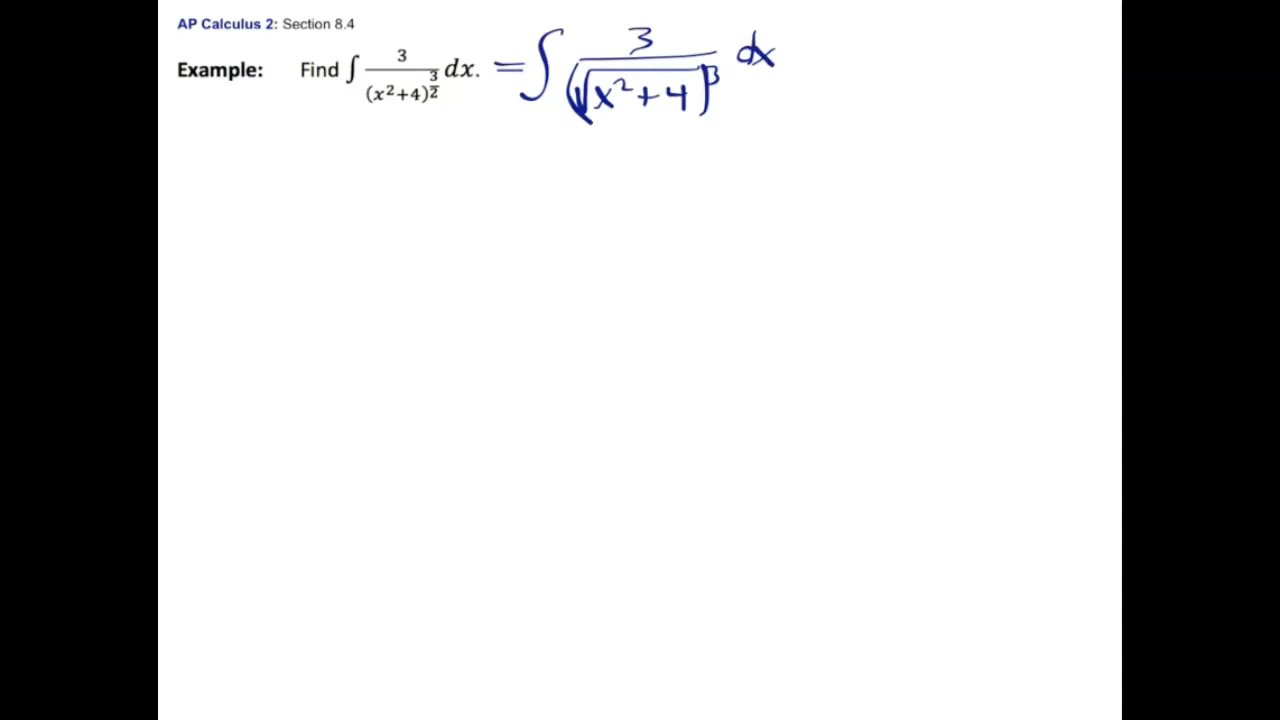 AP Calculus 2: Section 8.4
Example: Find ∫ 3/(x²+4)^(3/2) dx. = ∫ 3/(√(x²+4))³ dx